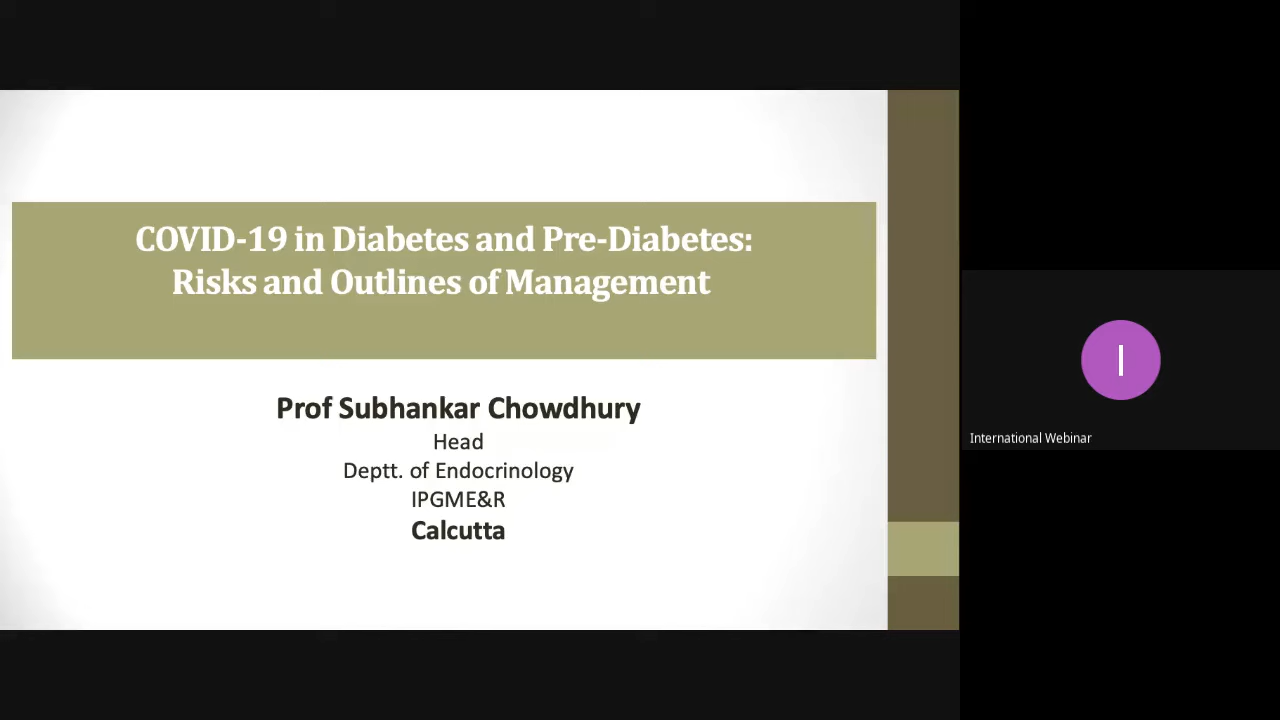 COVID-19 in Diabetes and Pre-Diabetes:
Risks and Outlines of Management
Prof Subhankar Chowdhury
Head
Deptt. of Endocrinology
IPGME&R
Calcutta
I
International Webinar